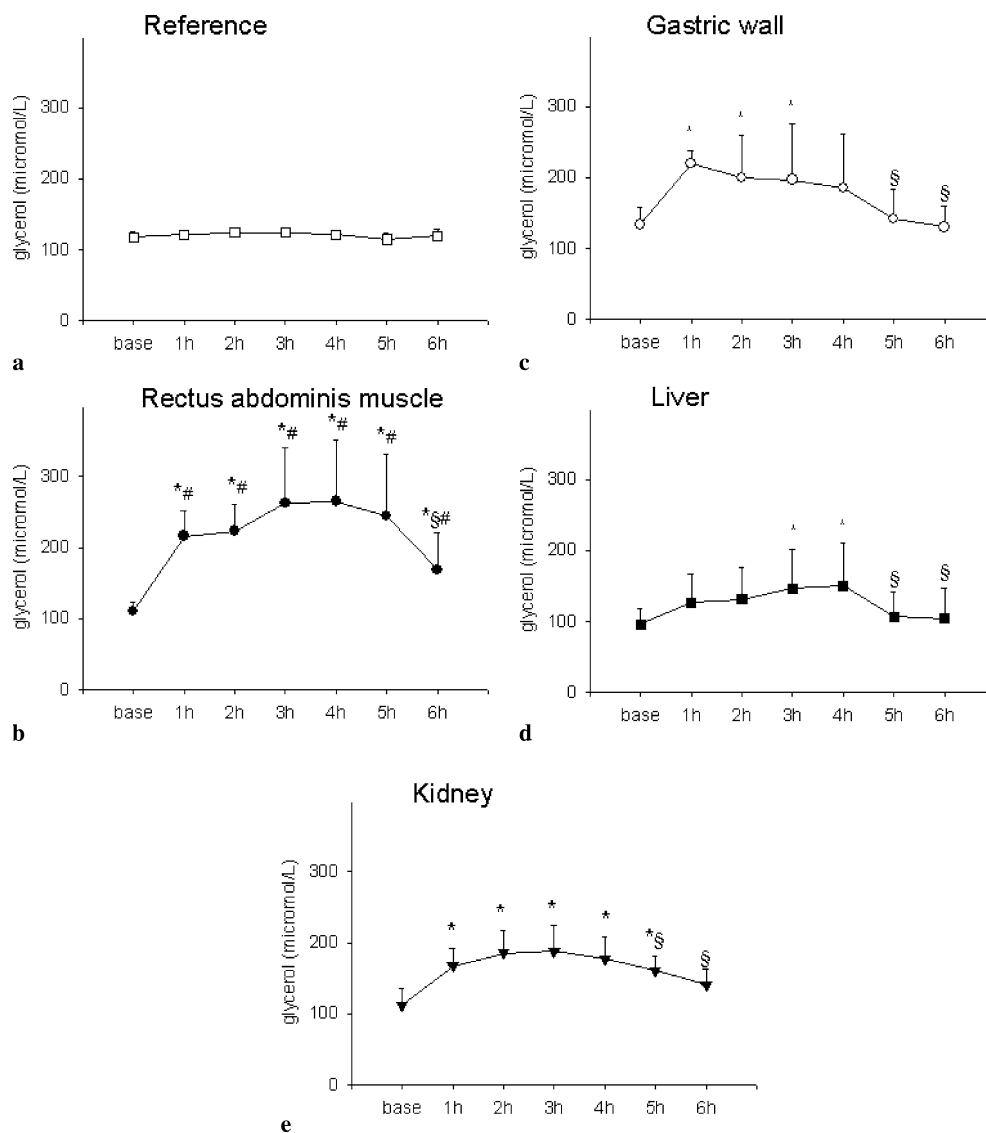 Reference
glycerol (micromol/L)
300
200
100
0
base 1h 2h 3h 4h 5h 6h
a
Rectus abdominis muscle
glycerol (micromol/L)
300
200
100
0
*# *# *# *# *# *§#
base 1h 2h 3h 4h 5h 6h
b
Gastric wall
glycerol (micromol/L)
300
200
100
0
* * * § §
base 1h 2h 3h 4h 5h 6h
c
Liver
glycerol (micromol/L)
300
200
100
0
* * § §
base 1h 2h 3h 4h 5h 6h
d
Kidney
glycerol (micromol/L)
300
200
100
0
* * * * *§ §
base 1h 2h 3h 4h 5h 6h
e